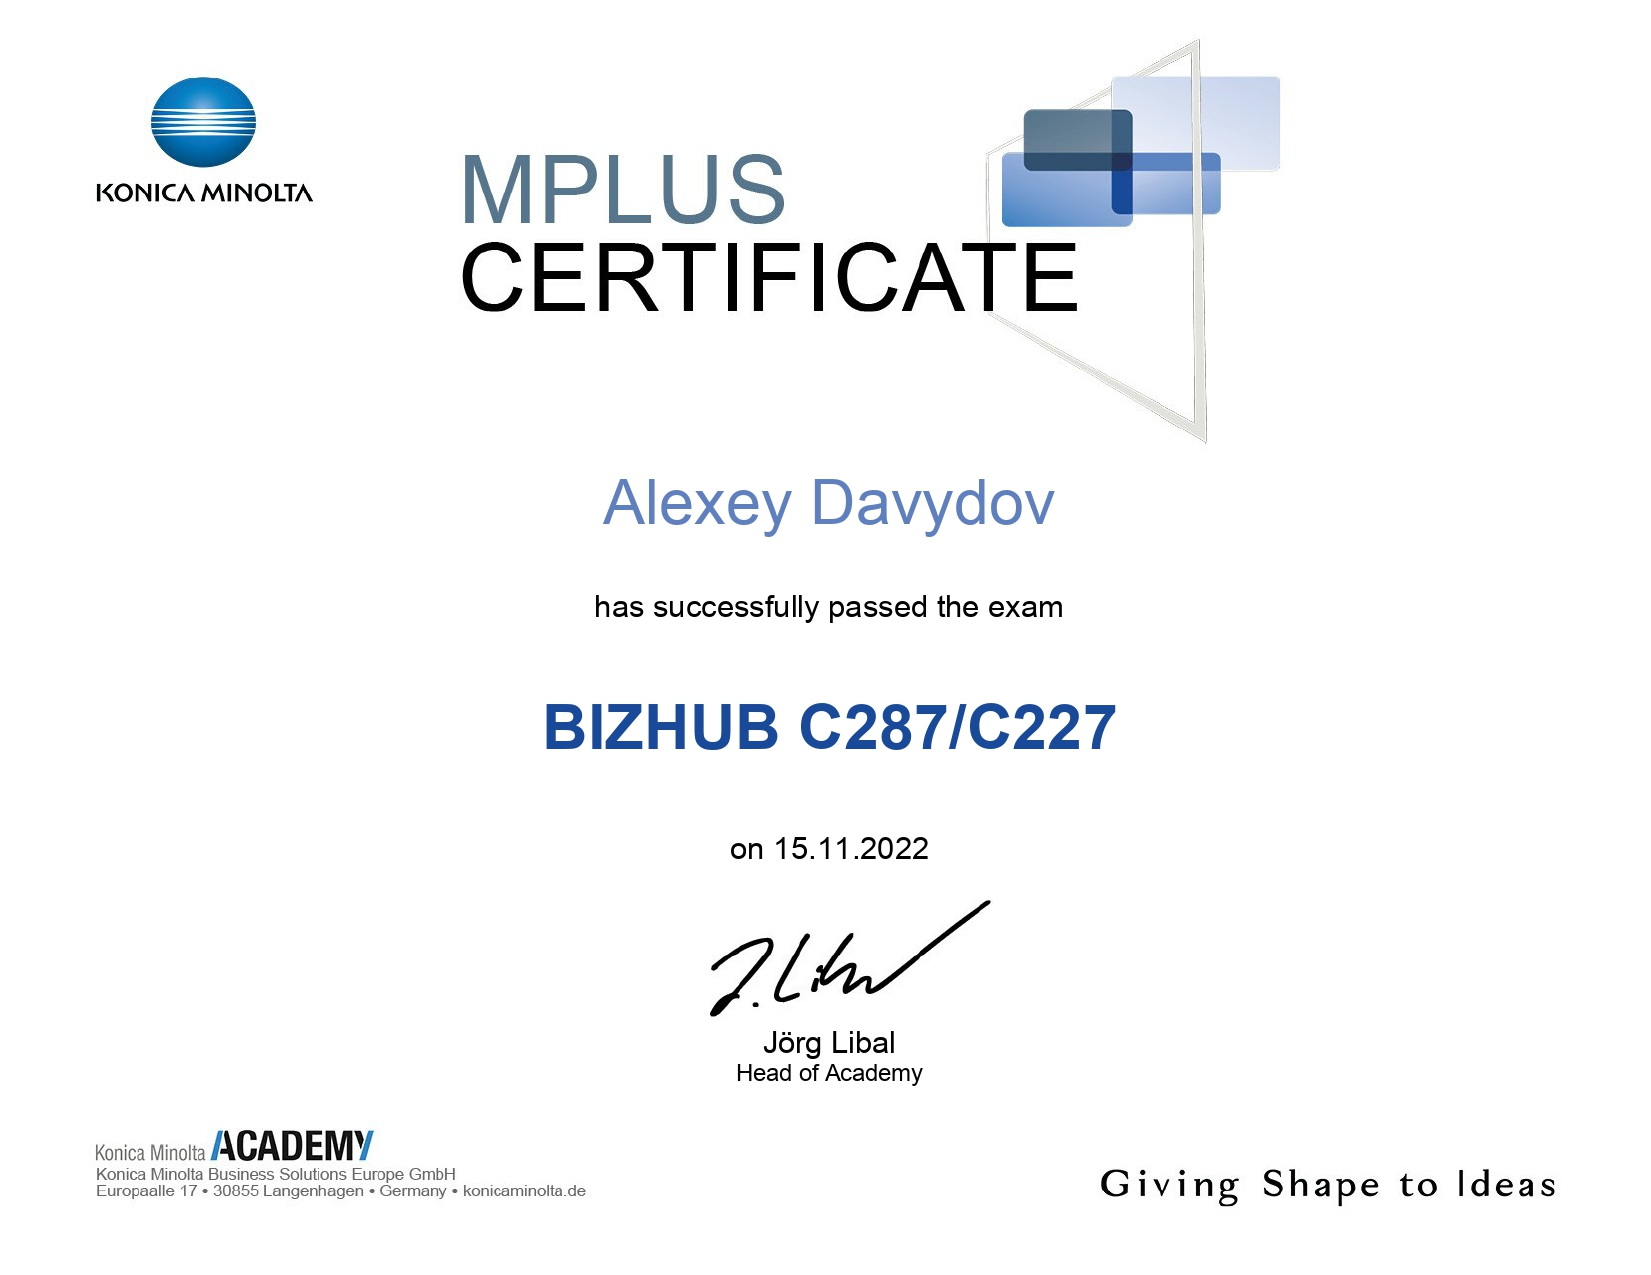 KONICA MINOLTA
MPLUS
CERTIFICATE
Alexey Davydov
has successfully passed the exam
BIZHUB C287/C227
on 15.11.2022
J. Libal
Jörg Libal
Head of Academy
Konica Minolta ACADEMY
Konica Minolta Business Solutions Europe GmbH
Europaalle 17 • 30855 Langenhagen • Germany • konicaminolta.de
Giving Shape to Ideas